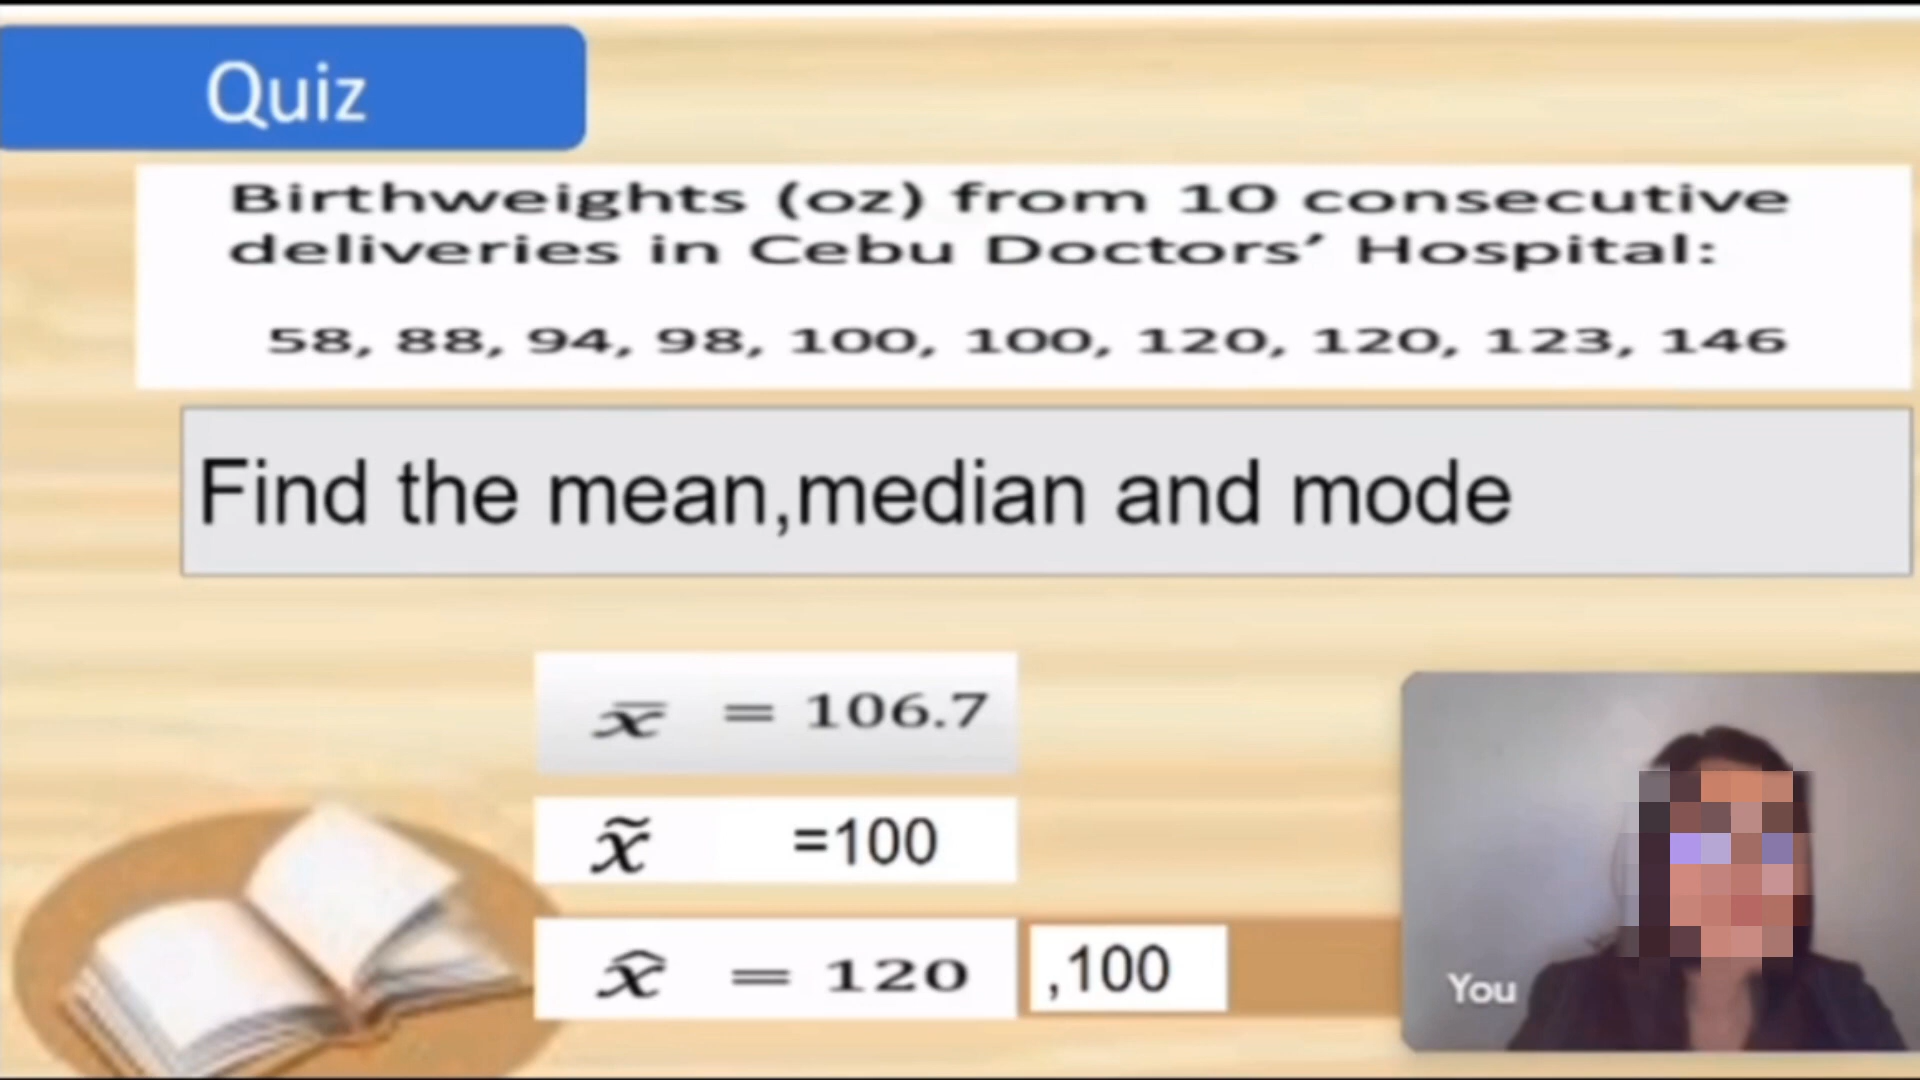 Quiz
Birthweights (oz) from 10 consecutive
deliveries in Cebu Doctors’ Hospital:
58, 88, 94, 98, 100, 100, 120, 120, 123, 146
Find the mean,median and mode
x̅ = 106.7
x̃ =100
x̂ = 120 ,100
You